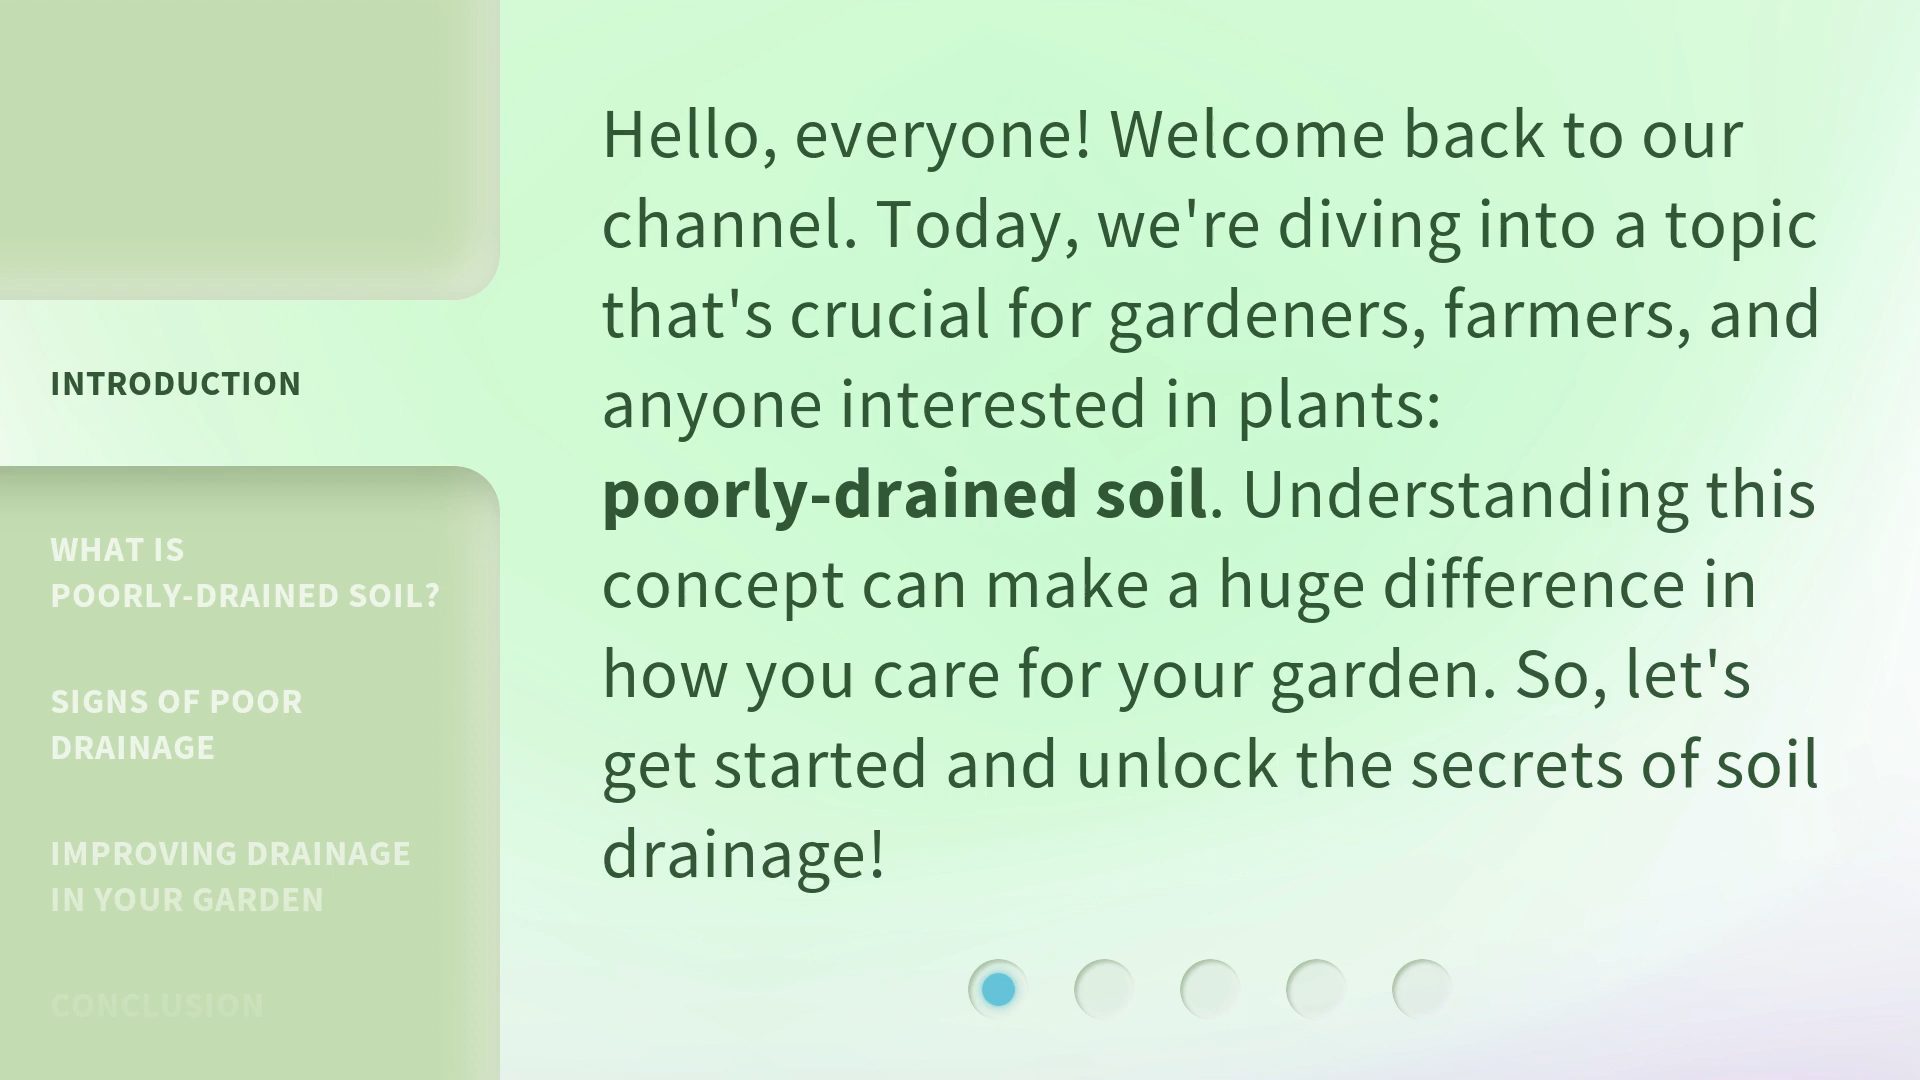 INTRODUCTION
WHAT IS
POORLY-DRAINED SOIL?
SIGNS OF POOR
DRAINAGE
IMPROVING DRAINAGE
IN YOUR GARDEN
CONCLUSION
Hello, everyone! Welcome back to our
channel. Today, we're diving into a topic
that's crucial for gardeners, farmers, and
anyone interested in plants:
poorly-drained soil. Understanding this
concept can make a huge difference in
how you care for your garden. So, let's
get started and unlock the secrets of soil
drainage!